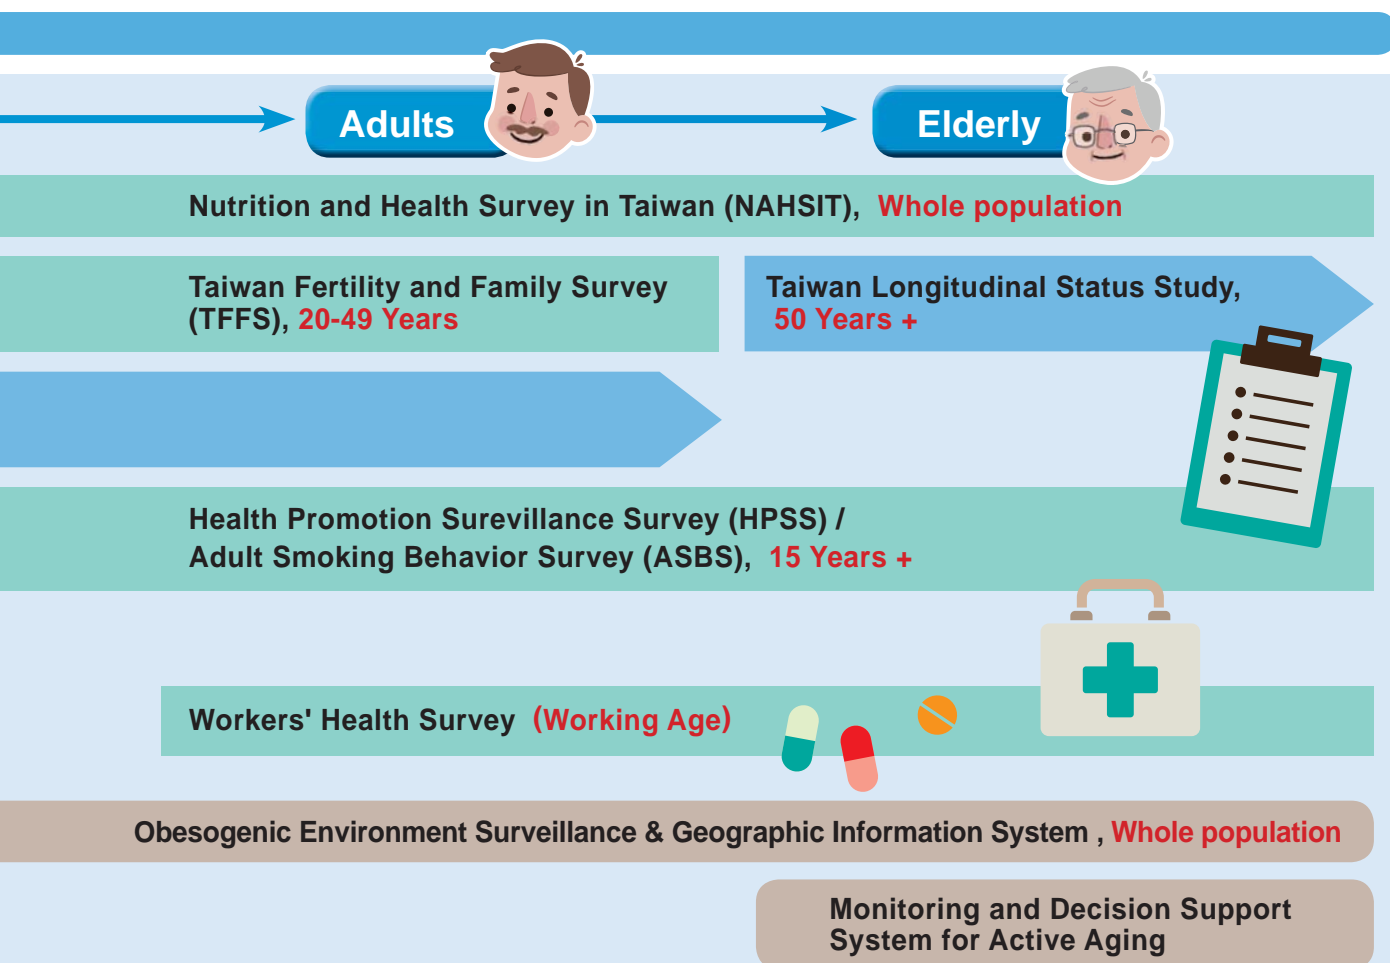 Adults
Elderly
Nutrition and Health Survey in Taiwan (NAHSIT), Whole population
Taiwan Fertility and Family Survey
(TFFS), 20-49 Years
Taiwan Longitudinal Status Study,
50 Years +
Health Promotion Surevillance Survey (HPSS) /
Adult Smoking Behavior Survey (ASBS), 15 Years +
Workers' Health Survey (Working Age)
Obesogenic Environment Surveillance & Geographic Information System , Whole population
Monitoring and Decision Support
System for Active Aging